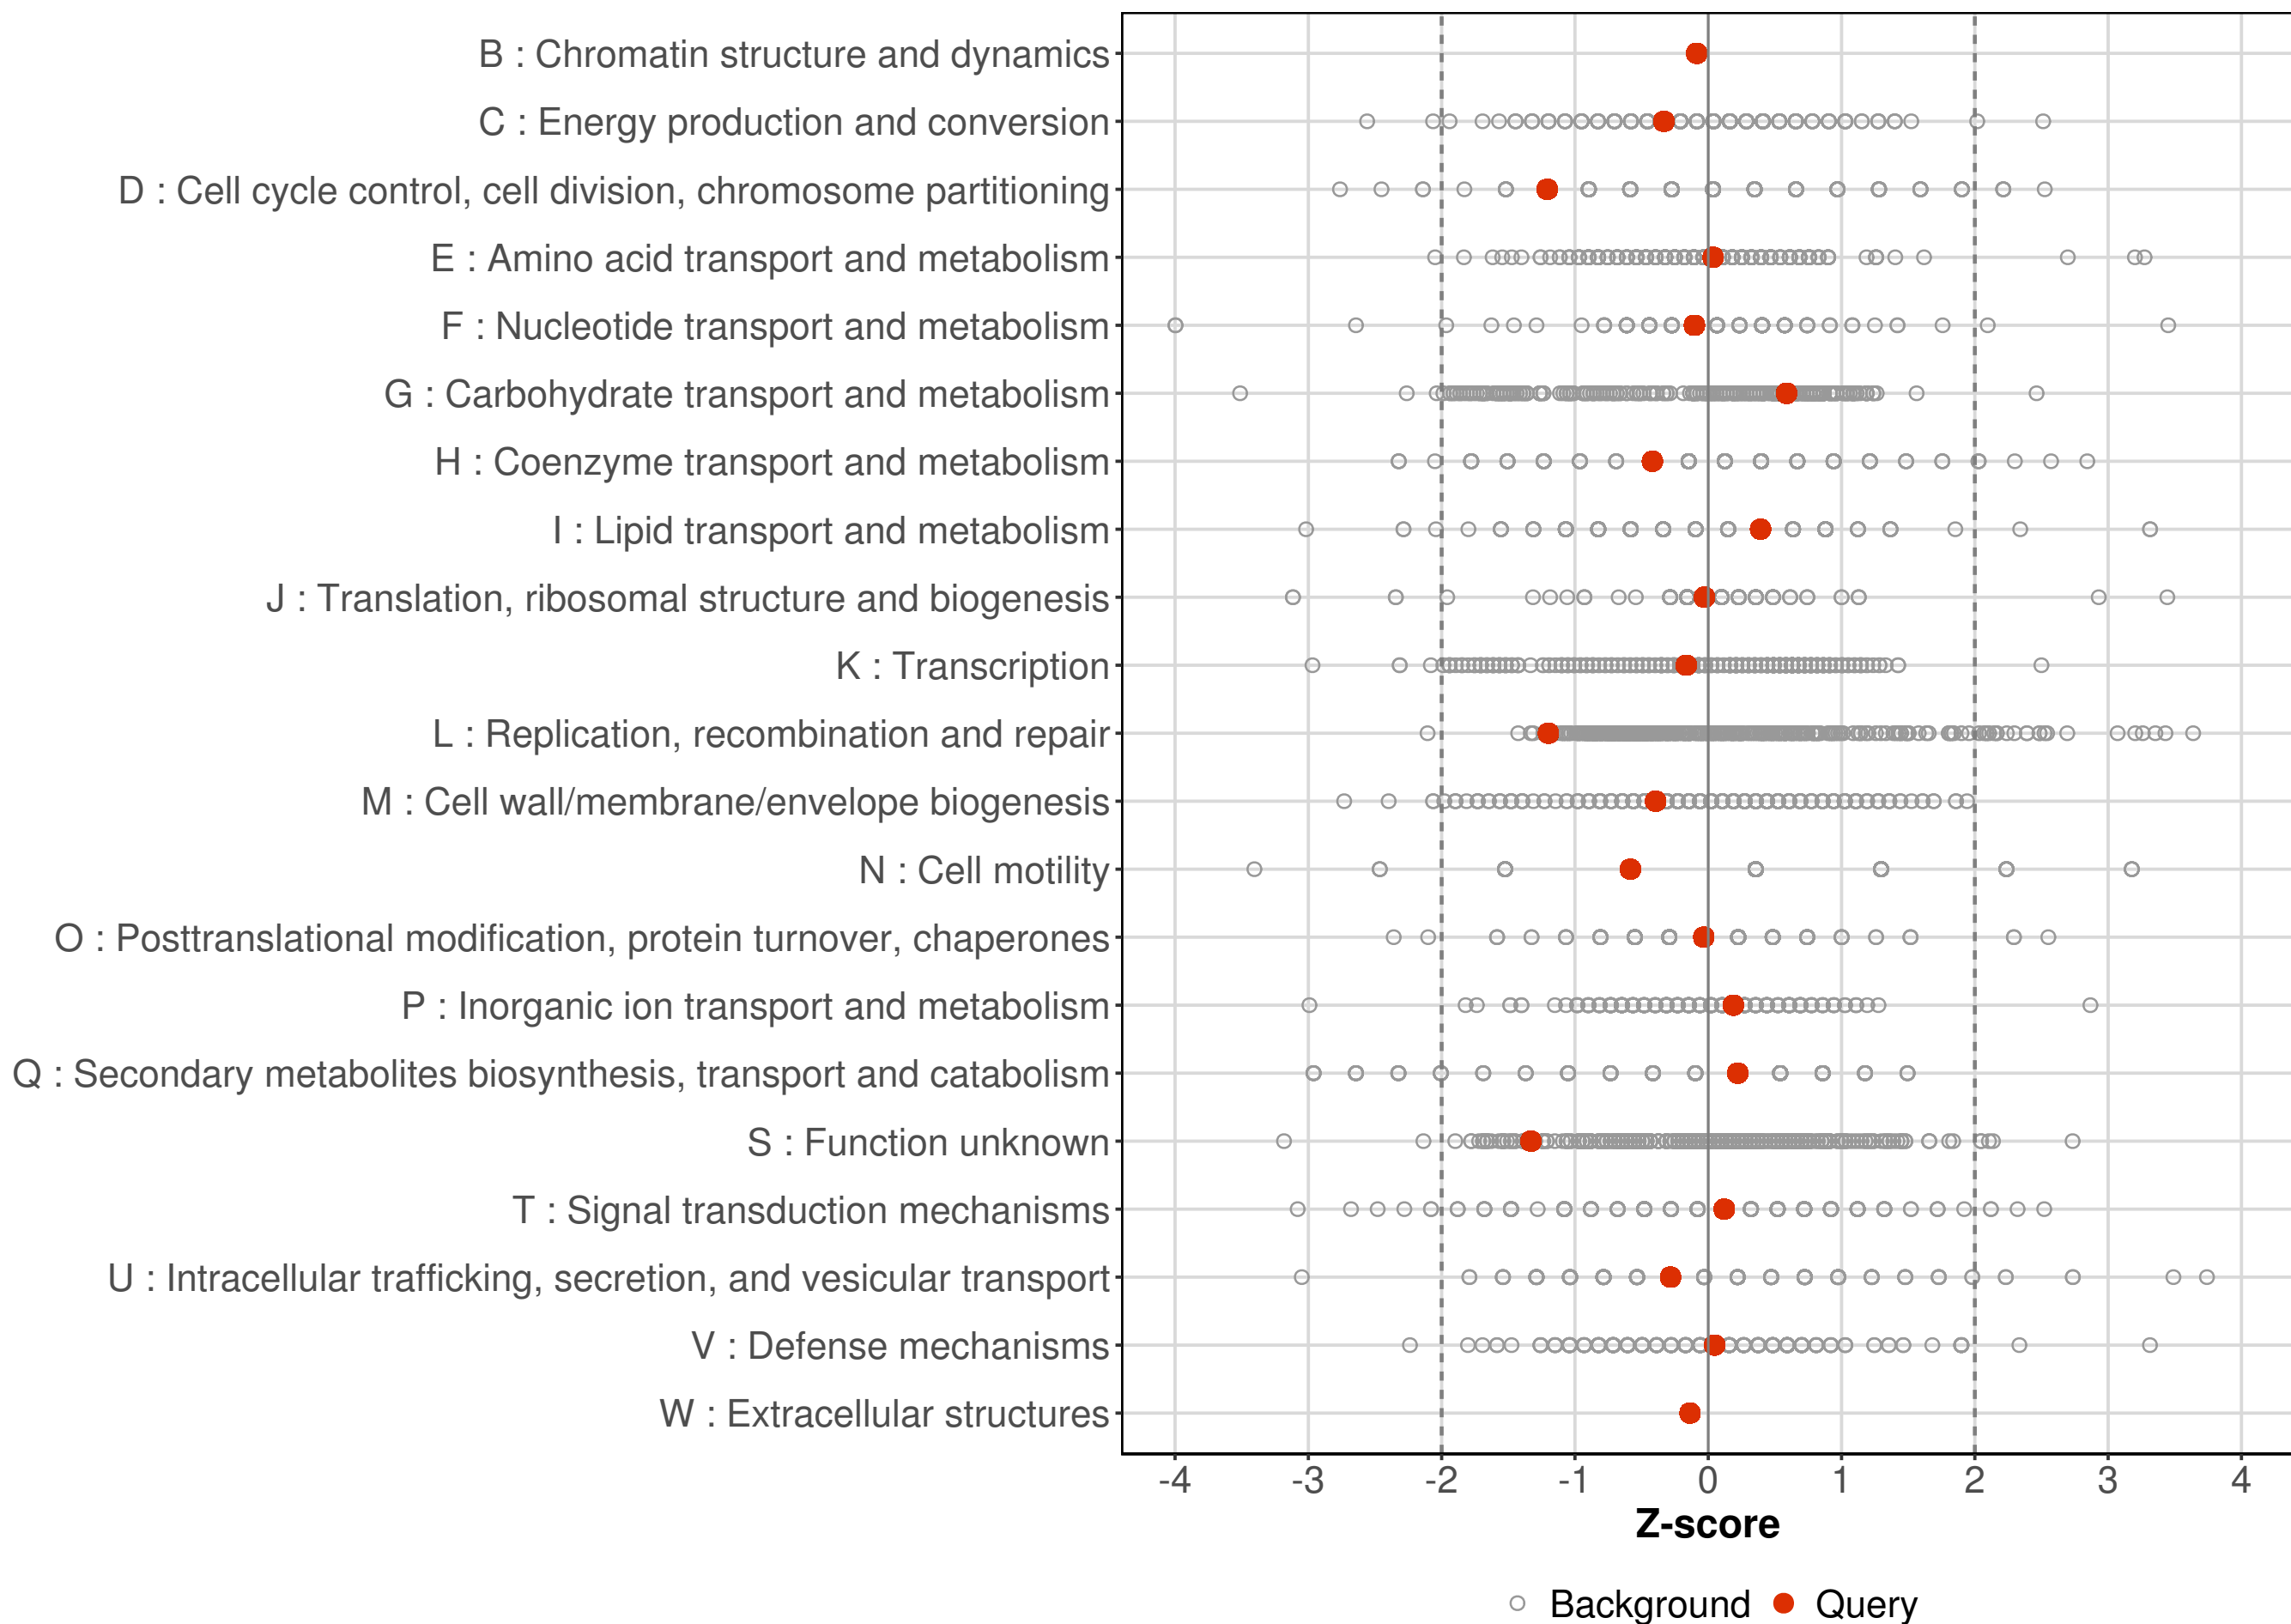 B : Chromatin structure and dynamics
C : Energy production and conversion
D : Cell cycle control, cell division, chromosome partitioning
E : Amino acid transport and metabolism
F : Nucleotide transport and metabolism
G : Carbohydrate transport and metabolism
H : Coenzyme transport and metabolism
I : Lipid transport and metabolism
J : Translation, ribosomal structure and biogenesis
K : Transcription
L : Replication, recombination and repair
M : Cell wall/membrane/envelope biogenesis
N : Cell motility
O : Posttranslational modification, protein turnover, chaperones
P : Inorganic ion transport and metabolism
Q : Secondary metabolites biosynthesis, transport and catabolism
S : Function unknown
T : Signal transduction mechanisms
U : Intracellular trafficking, secretion, and vesicular transport
V : Defense mechanisms
W : Extracellular structures
-4 -3 -2 -1 0 1 2 3 4
Z-score
Background Query